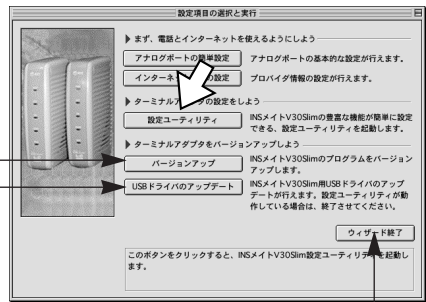 設定項目の選択と実行
まず、電話とインターネットを使えるようにしよう
アナログポートの簡単設定
アナログポートの基本的な設定が行えます。
インターネ の設定
プロバイダ情報の設定が行えます。
ターミナルアダプタの設定をしよう
設定ユーティリティ
INSメイトV30Slimの豊富な機能が簡単に設定
できる、設定ユーティリティを起動します。
ターミナルアダプタをバージョンアップしよう
バージョンアップ
INSメイトV30Slimのプログラムをバージョン
アップします。
USBドライバのアップデート
INSメイトV30Slim用USBドライバのアップ
デートが行えます。設定ユーティリティが動
作している場合は、終了させてください。
ウィザード終了
このボタンをクリックすると、INSメイトV30Slim設定ユーティリティを起動し
ます。